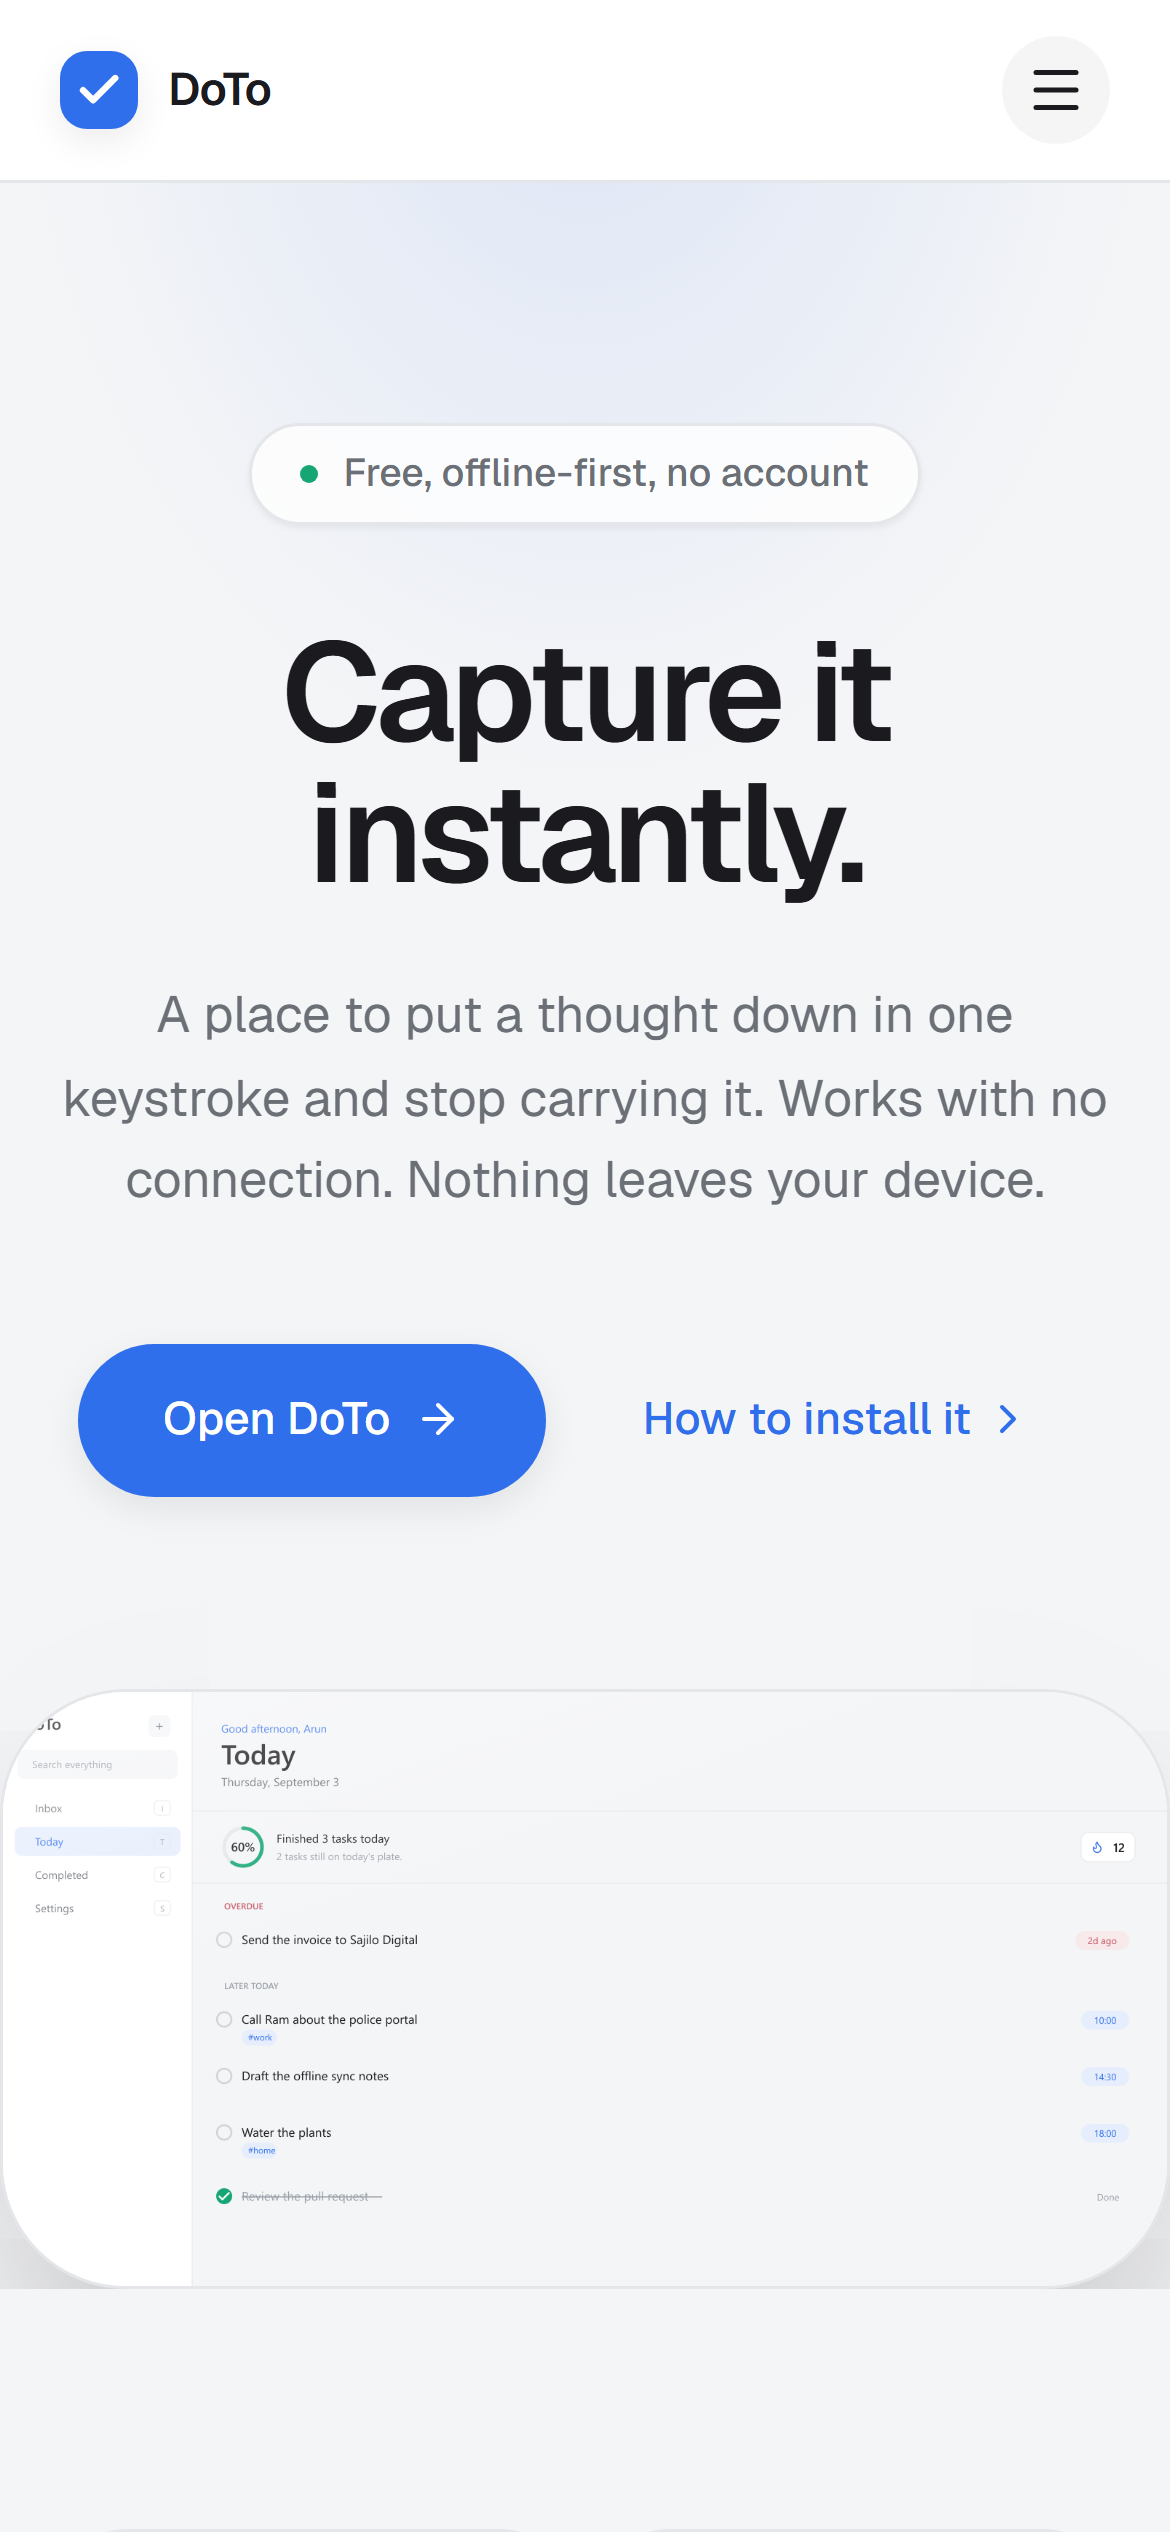 DoTo
Free, offline-first, no account
Capture it
instantly.
A place to put a thought down in one
keystroke and stop carrying it. Works with no
connection. Nothing leaves your device.
Open DoTo
How to install it
oTo
+
Search everything
Inbox I
Today T
Completed C
Settings S
Good afternoon, Arun
Today
Thursday, September 3
60%
Finished 3 tasks today
2 tasks still on today's plate.
12
OVERDUE
Send the invoice to Sajilo Digital
2d ago
LATER TODAY
Call Ram about the police portal
#work
10:00
Draft the offline sync notes
14:30
Water the plants
#home
18:00
Review the pull request
Done